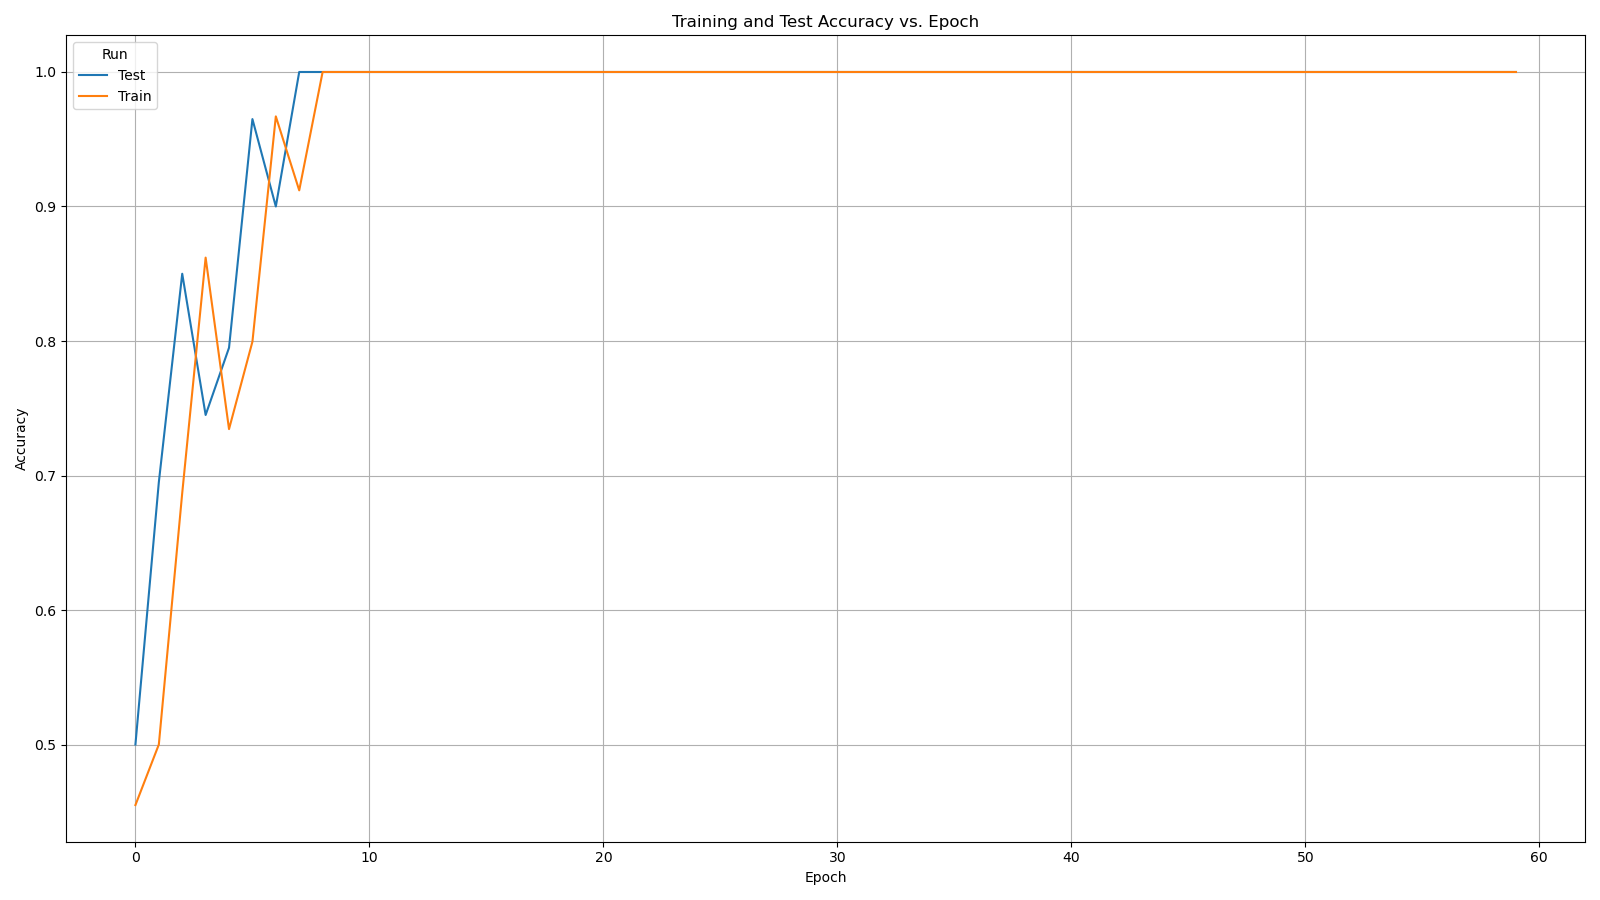 Training and Test Accuracy vs. Epoch
Run
Test
Train
1.0
0.9
0.8
0.7
0.6
0.5
Accuracy
0 10 20 30 40 50 60
Epoch